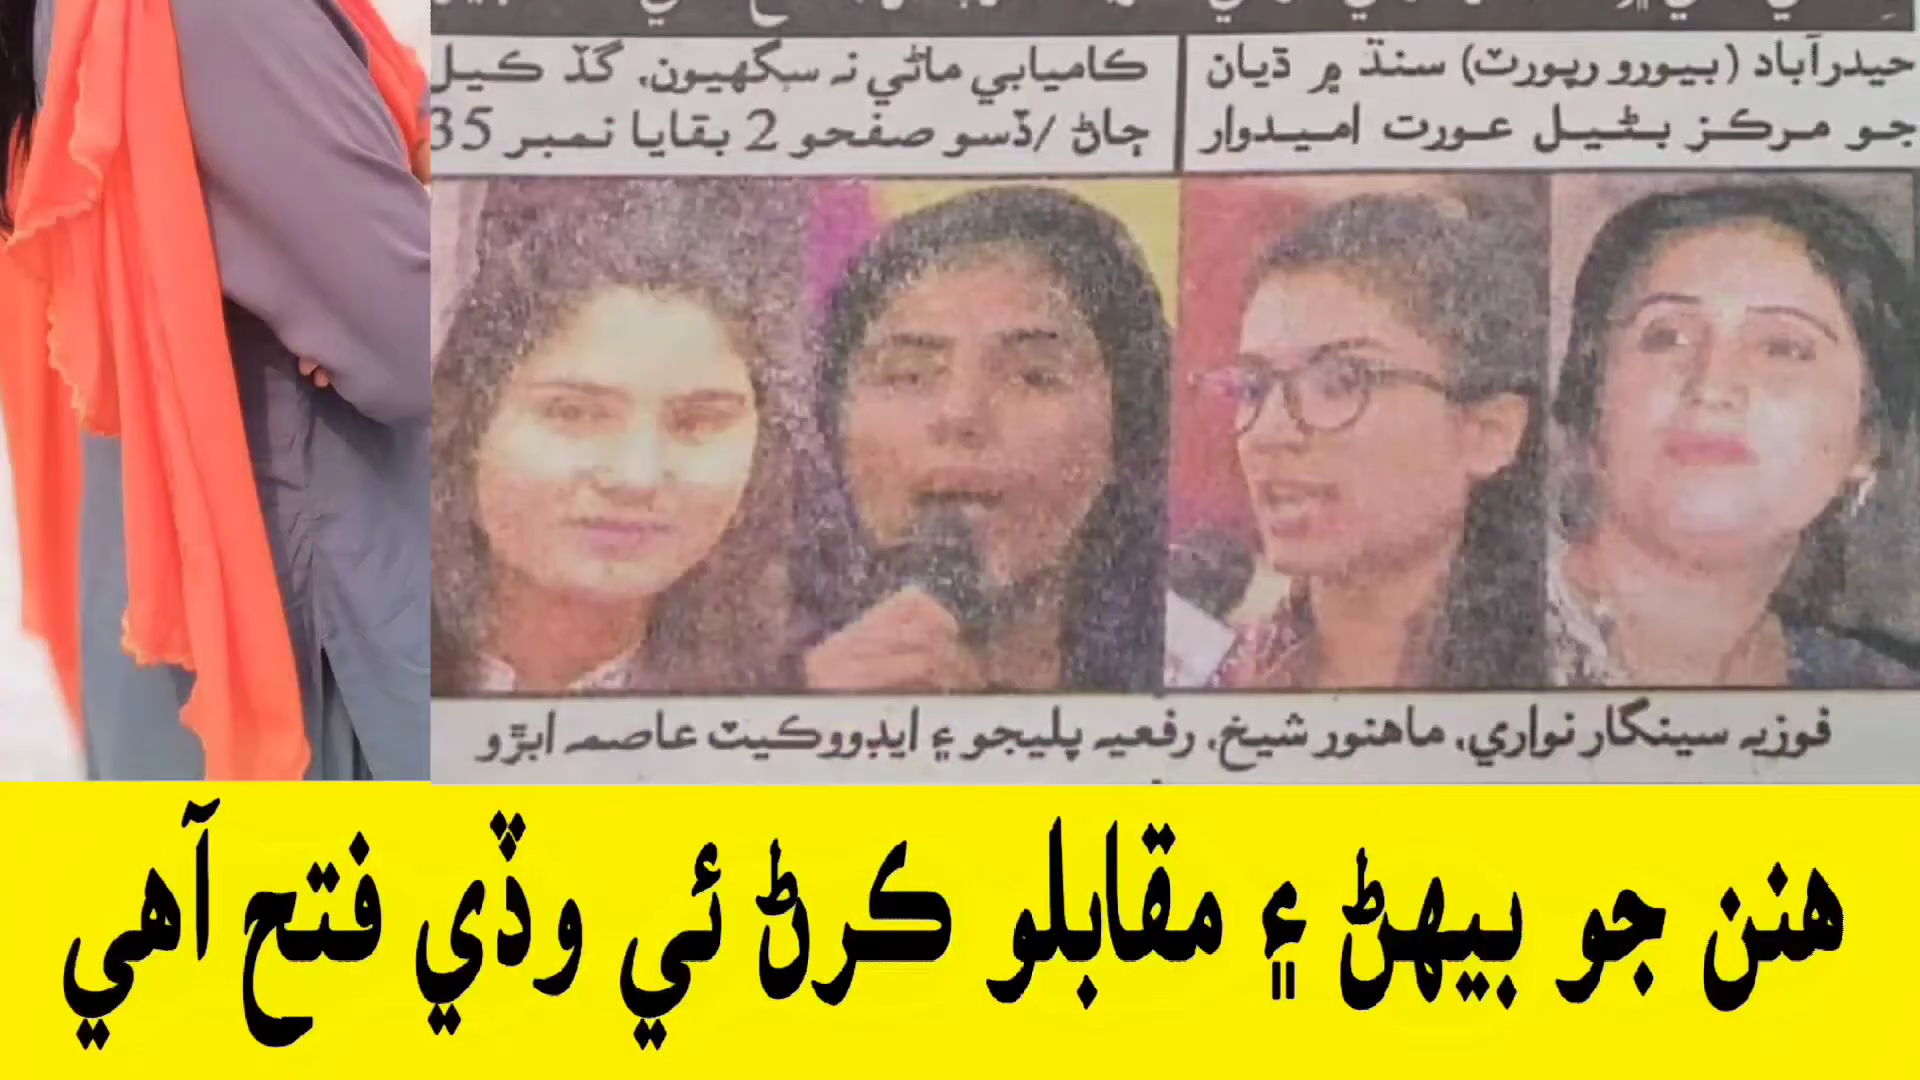 حيدرآباد (بيورو رپورٽ) سنڌ ۾ ڌيان
جو مرڪز بڻيل عورت اميدوار
ڪاميابي ماڻي نہ سگهيون، گڏ ڪيل
ڄاڻ /ڏسو صفحو 2 بقايا نمبر 35
فوزيہ سينگار نواري، ماهنور شيخ، رفعيہ پليجو ۽ ايڊووڪيٽ عاصمہ ابڙو
هنن جو بيهڻ ۽ مقابلو ڪرڻ ئي وڏي فتح آهي